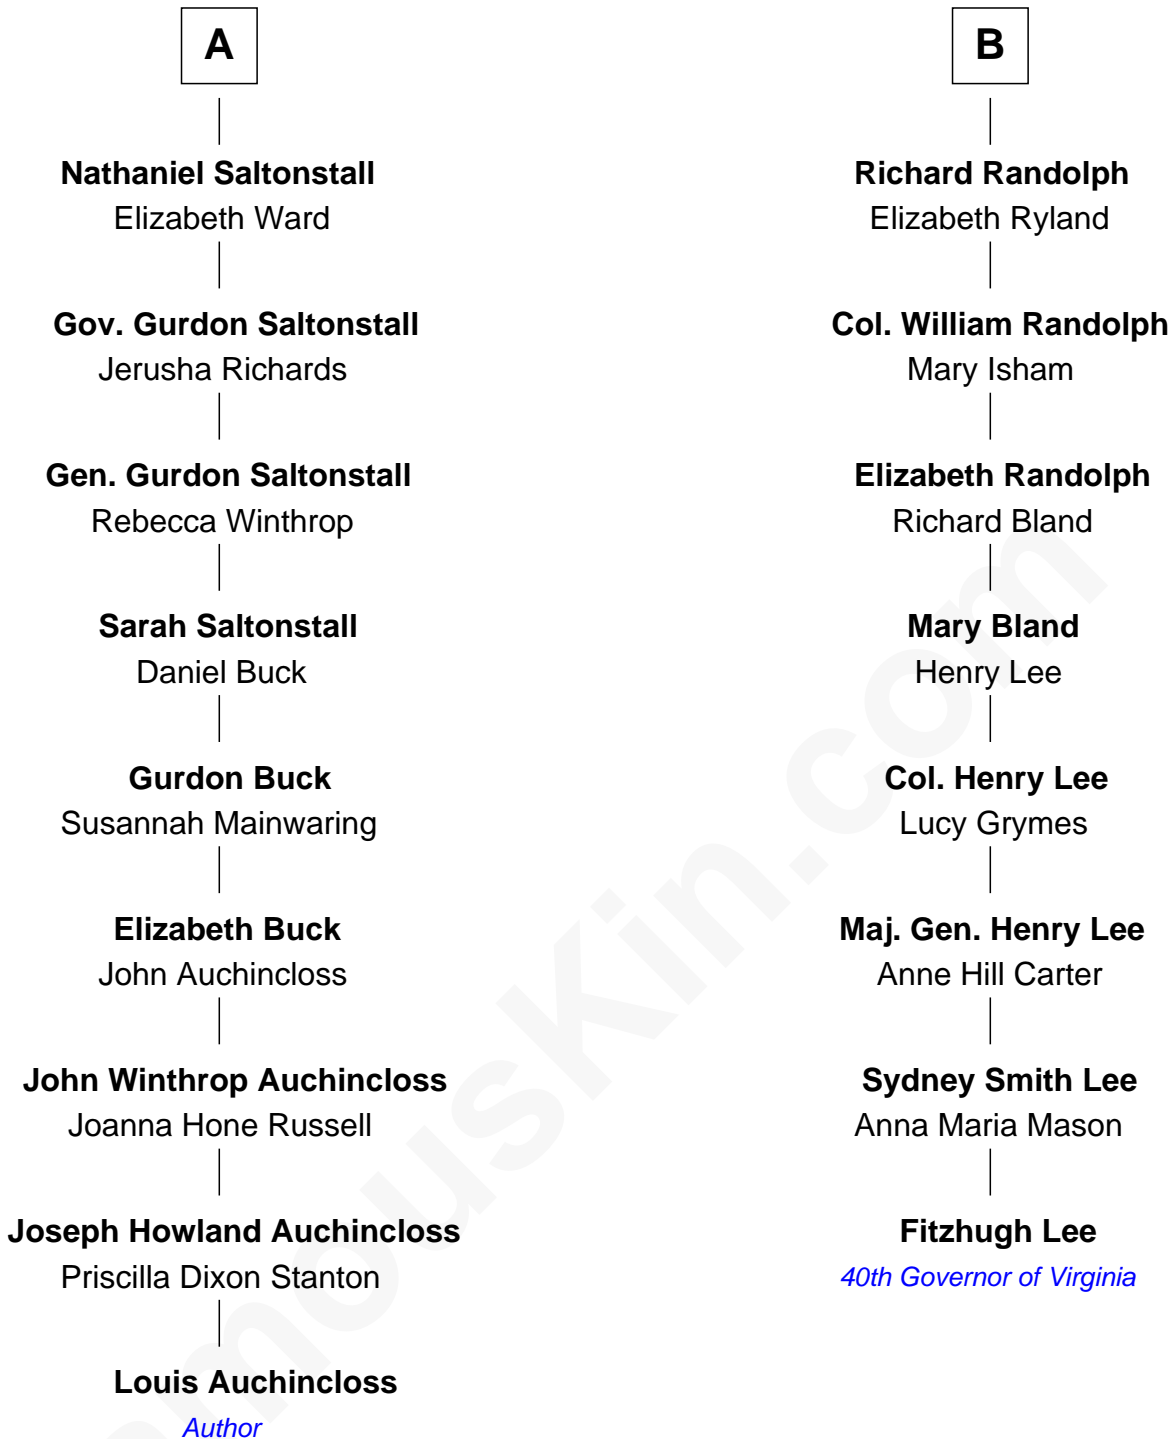 A
Nathaniel Saltonstall
Elizabeth Ward
Gov. Gurdon Saltonstall
Jerusha Richards
Gen. Gurdon Saltonstall
Rebecca Winthrop
Sarah Saltonstall
Daniel Buck
Gurdon Buck
Susannah Mainwaring
Elizabeth Buck
John Auchincloss
John Winthrop Auchincloss
Joanna Hone Russell
Joseph Howland Auchincloss
Priscilla Dixon Stanton
Louis Auchincloss
Author
B
Richard Randolph
Elizabeth Ryland
Col. William Randolph
Mary Isham
Elizabeth Randolph
Richard Bland
Mary Bland
Henry Lee
Col. Henry Lee
Lucy Grymes
Maj. Gen. Henry Lee
Anne Hill Carter
Sydney Smith Lee
Anna Maria Mason
Fitzhugh Lee
40th Governor of Virginia
amousKin.com